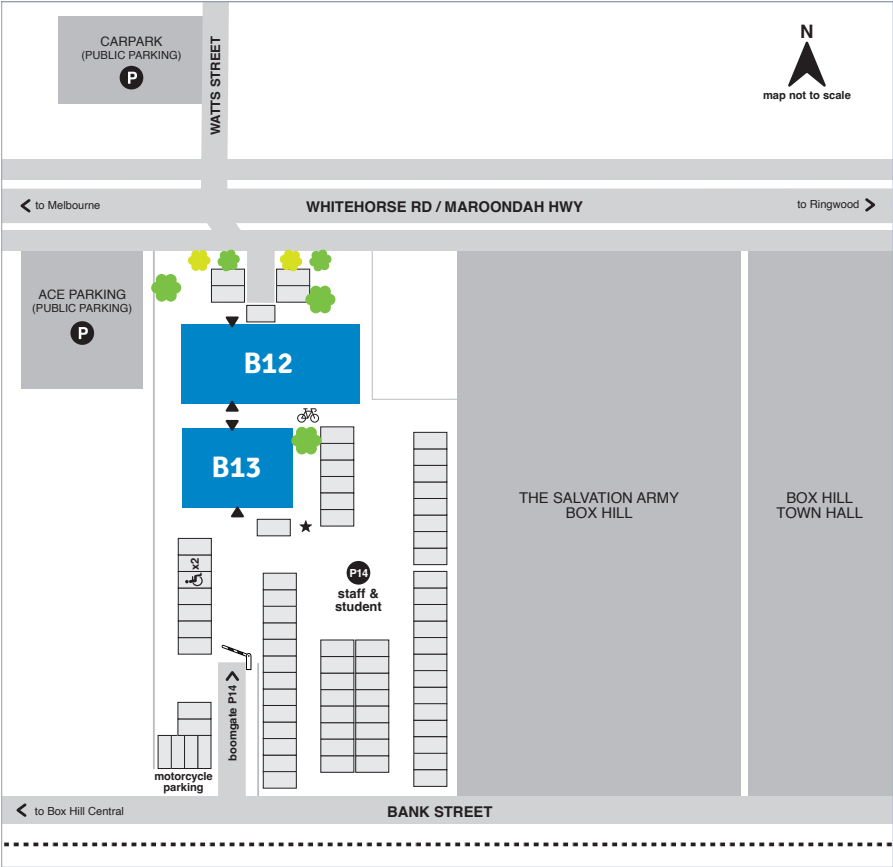 CARPARK
(PUBLIC PARKING)
P
WATTS STREET
N
map not to scale
to Melbourne
WHITEHORSE RD / MAROONDAH HWY
to Ringwood
ACE PARKING
(PUBLIC PARKING)
P
B12
B13
THE SALVATION ARMY
BOX HILL
BOX HILL
TOWN HALL
x2
P14
staff &
student
boomgate P14
motorcycle
parking
to Box Hill Central
BANK STREET